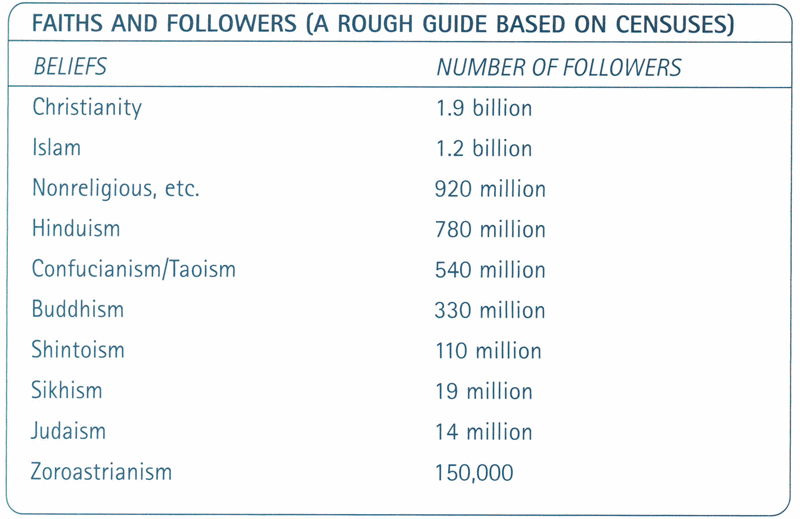 FAITHS AND FOLLOWERS (A ROUGH GUIDE BASED ON CENSUSES)
BELIEFS NUMBER OF FOLLOWERS
Christianity 1.9 billion
Islam 1.2 billion
Nonreligious, etc. 920 million
Hinduism 780 million
Confucianism/Taoism 540 million
Buddhism 330 million
Shintoism 110 million
Sikhism 19 million
Judaism 14 million
Zoroastrianism 150,000